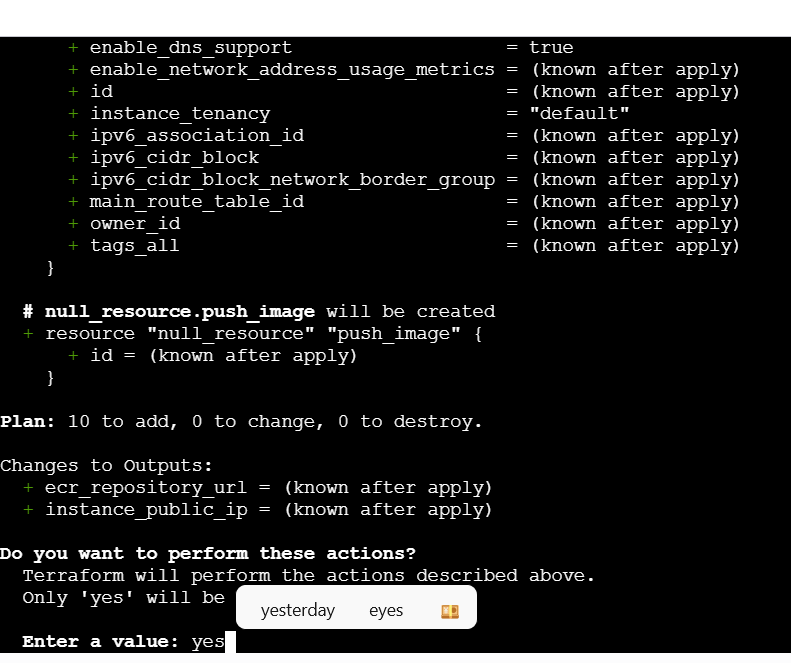 + enable_dns_support = true
+ enable_network_address_usage_metrics = (known after apply)
+ id = (known after apply)
+ instance_tenancy = "default"
+ ipv6_association_id = (known after apply)
+ ipv6_cidr_block = (known after apply)
+ ipv6_cidr_block_network_border_group = (known after apply)
+ main_route_table_id = (known after apply)
+ owner_id = (known after apply)
+ tags_all = (known after apply)
}
# null_resource.push_image will be created
+ resource "null_resource" "push_image" {
+ id = (known after apply)
}
Plan: 10 to add, 0 to change, 0 to destroy.
Changes to Outputs:
+ ecr_repository_url = (known after apply)
+ instance_public_ip = (known after apply)
Do you want to perform these actions?
Terraform will perform the actions described above.
Only 'yes' will be
yesterday eyes 💴
Enter a value: yes